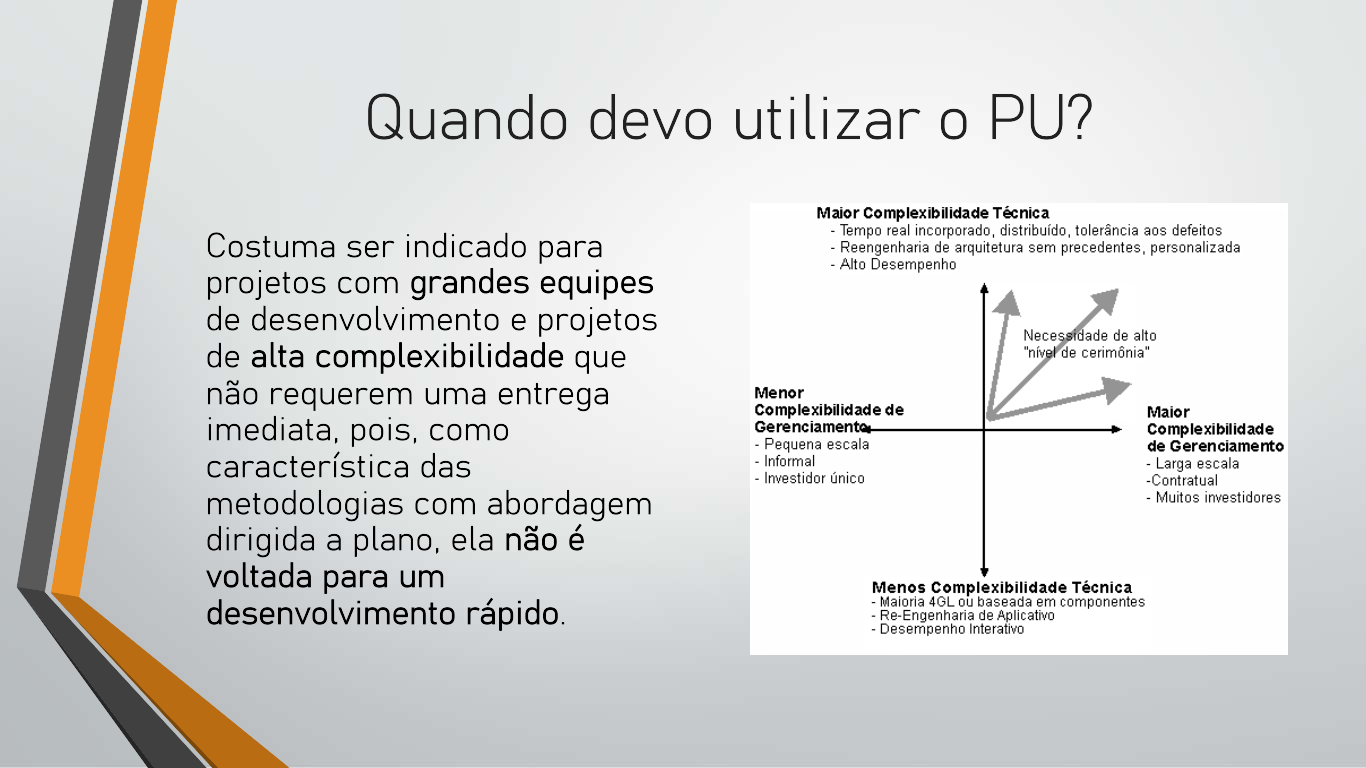 Quando devo utilizar o PU?
Costuma ser indicado para
projetos com grandes equipes
de desenvolvimento e projetos
de alta complexibilidade que
não requerem uma entrega
imediata, pois, como
característica das
metodologias com abordagem
dirigida a plano, ela não é
voltada para um
desenvolvimento rápido.
Maior Complexibilidade Técnica
- Tempo real incorporado, distribuído, tolerância aos defeitos
- Reengenharia de arquitetura sem precedentes, personalizada
- Alto Desempenho
Necessidade de alto
"nível de cerimônia"
Menor
Complexibilidade de
Gerenciamento
- Pequena escala
- Informal
- Investidor único
Maior
Complexibilidade
de Gerenciamento
- Larga escala
-Contratual
- Muitos investidores
Menos Complexibilidade Técnica
- Maioria 4GL ou baseada em componentes
- Re-Engenharia de Aplicativo
- Desempenho Interativo